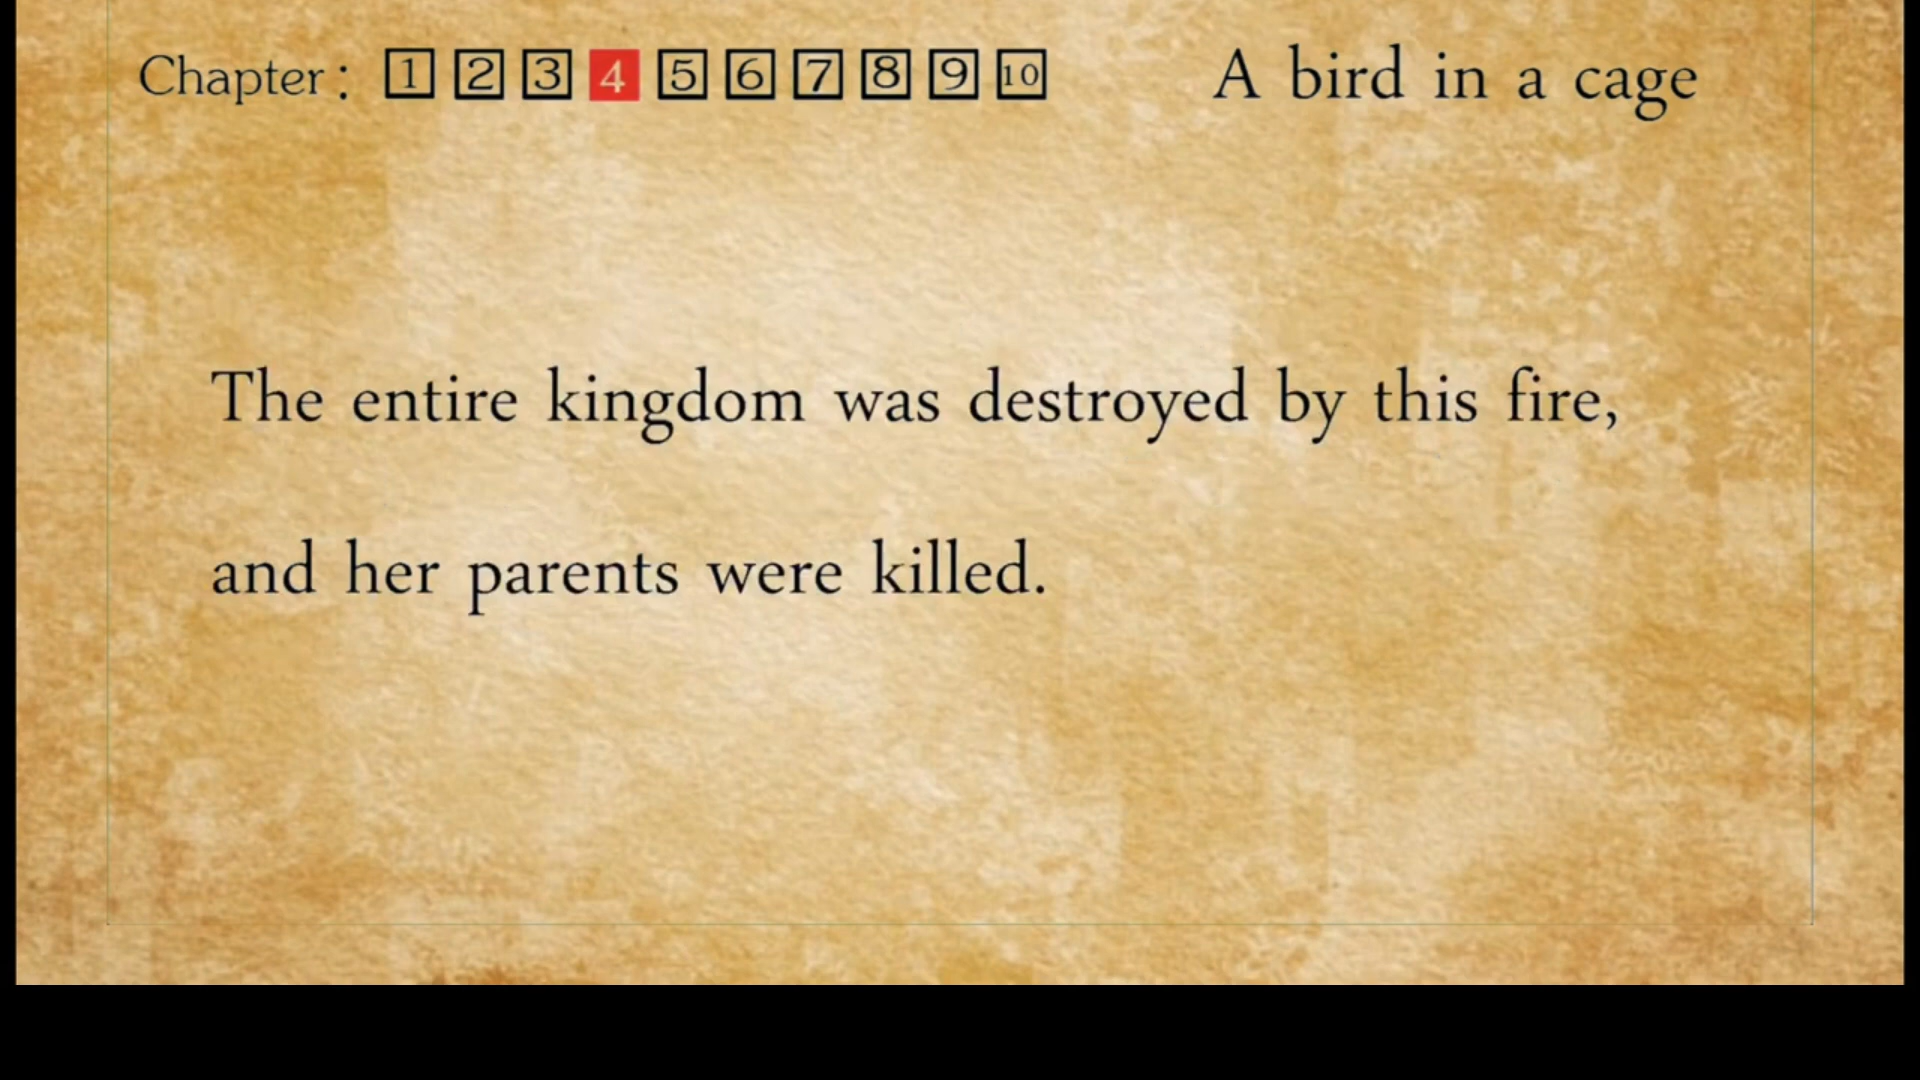 Chapter: 1 2 3 4 5 6 7 8 9 10 A bird in a cage
The entire kingdom was destroyed by this fire,
and her parents were killed.